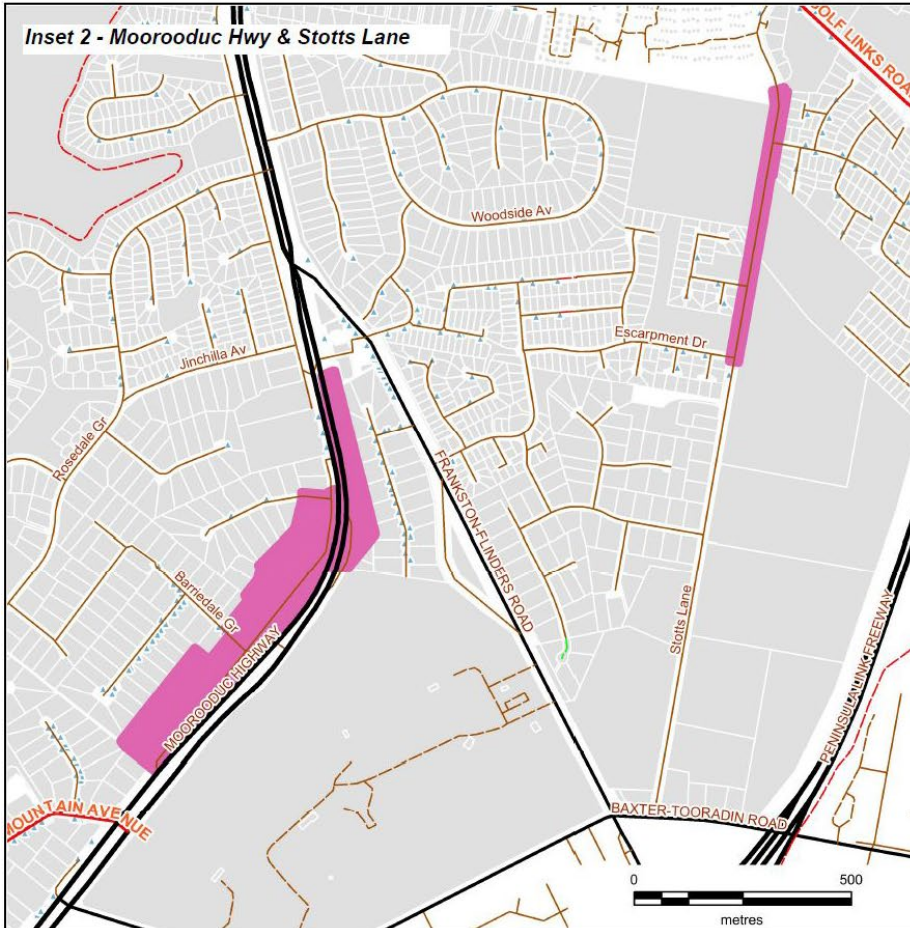 Inset 2 - Moorooduc Hwy & Stotts Lane
GOLF LINKS ROAD
Woodside Av
Escarpment Dr
Jinchilla Av
Rosedale Gr
FRANKSTON-FLINDERS ROAD
Barriedale Gr
MOOROODUC HIGHWAY
Stotts Lane
PENINSULA LINK FREEWAY
MOUNTAIN AVENUE
BAXTER-TOORADIN ROAD
0 500
metres